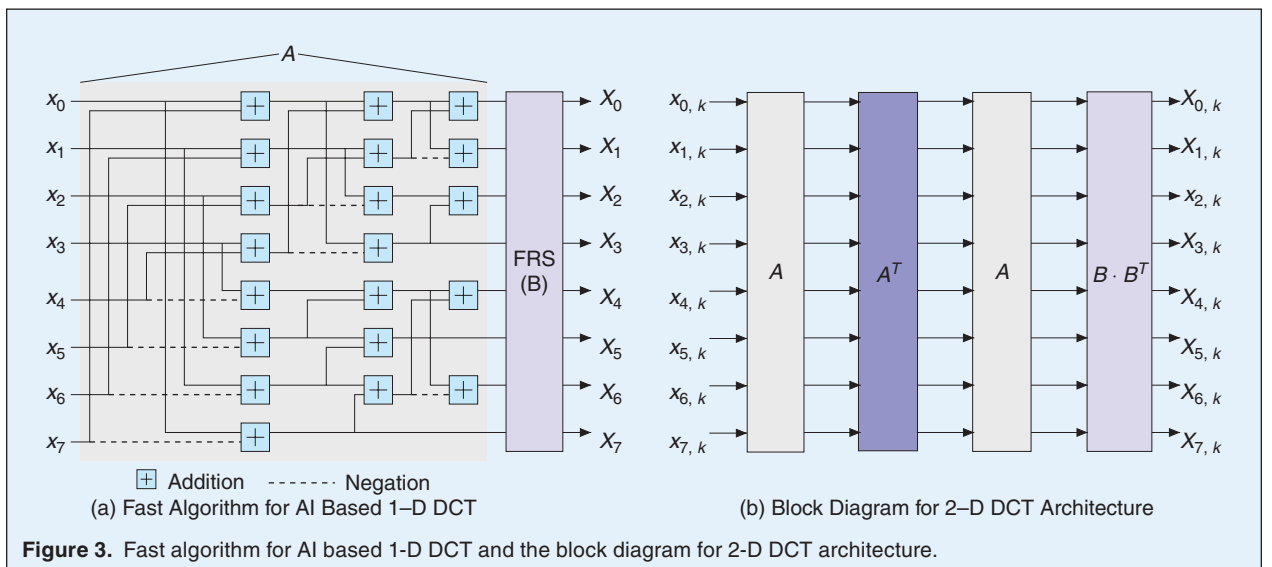 A
x0
x1
x2
x3
x4
x5
x6
x7
+ + +
+ + +
+ + +
+ +
+ + +
+ +
+ + +
+
FRS
(B)
X0
X1
X2
X3
X4
X5
X6
X7
+ Addition ------- Negation
(a) Fast Algorithm for AI Based 1–D DCT
x0, k
x1, k
x2, k
x3, k
x4, k
x5, k
x6, k
x7, k
A
A^T
A
B · B^T
X0, k
X1, k
x2, k
X3, k
X4, k
X5, k
X6, k
X7, k
(b) Block Diagram for 2–D DCT Architecture
Figure 3. Fast algorithm for AI based 1-D DCT and the block diagram for 2-D DCT architecture.